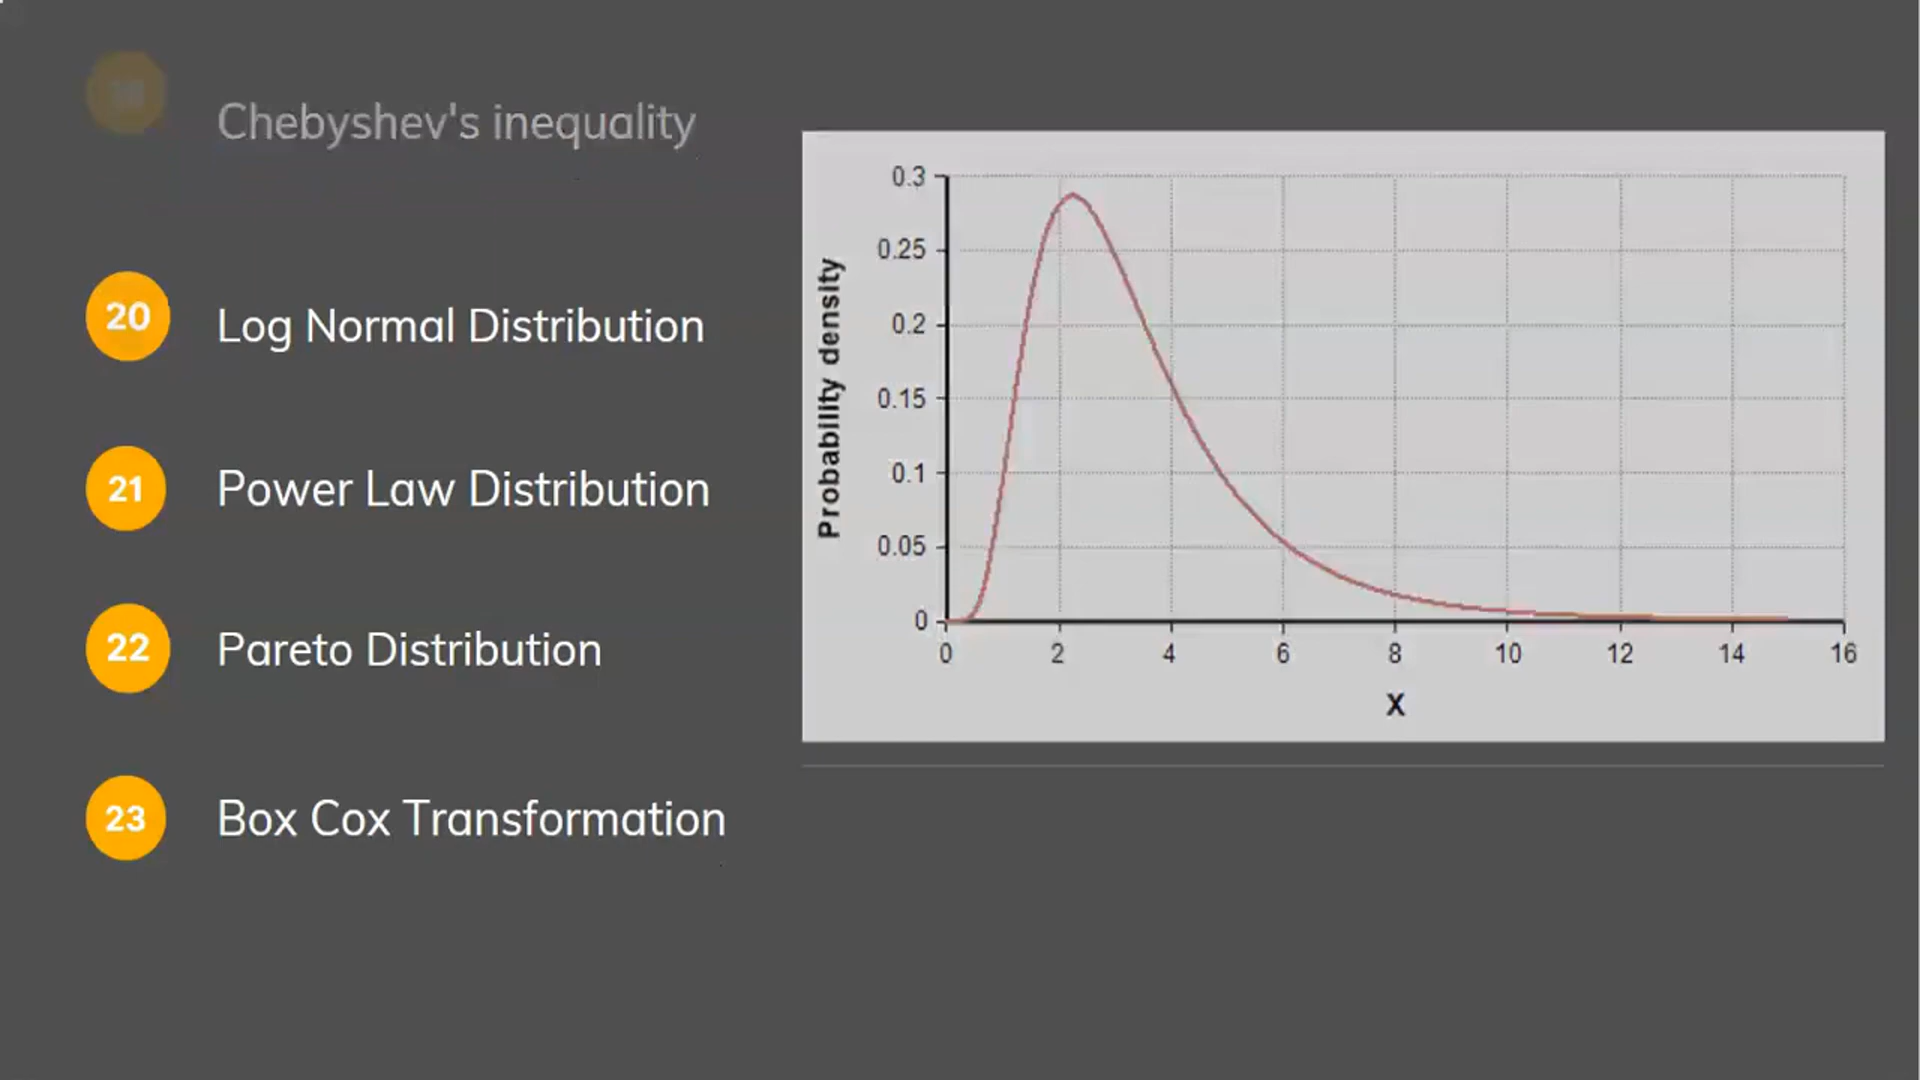 Chebyshev's inequality
20 Log Normal Distribution
21 Power Law Distribution
22 Pareto Distribution
23 Box Cox Transformation
Probability density
0.3
0.25
0.2
0.15
0.1
0.05
0
0 2 4 6 8 10 12 14 16
X